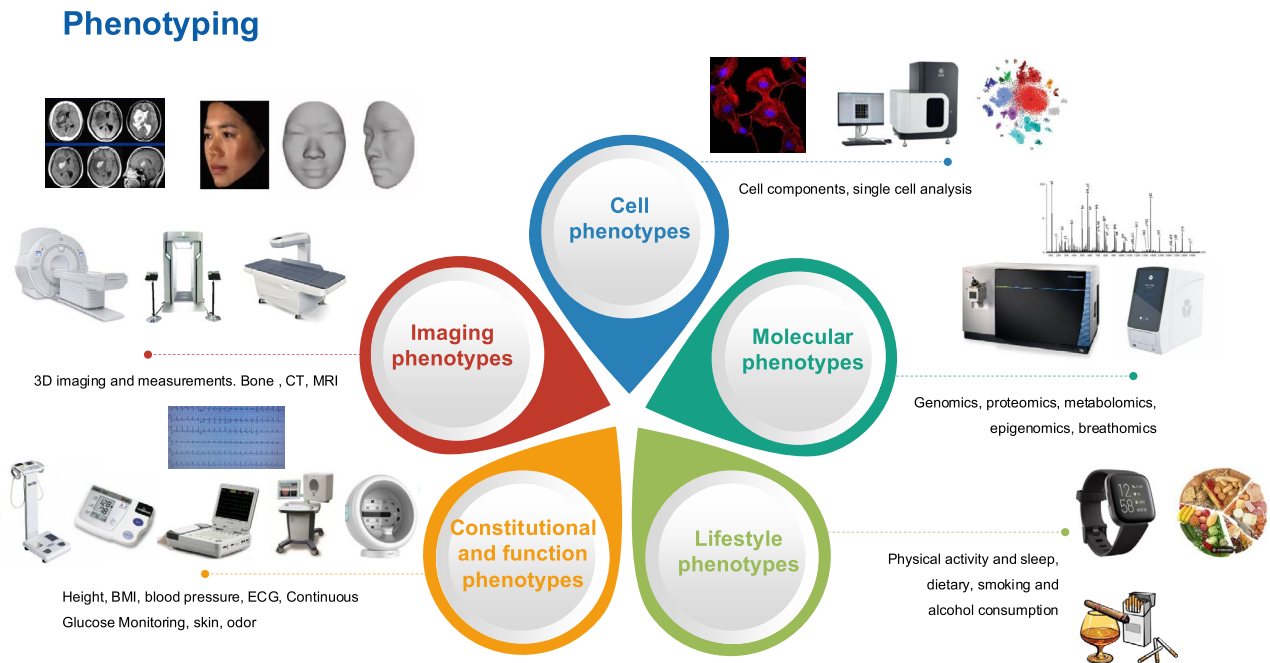 Phenotyping
Cell
phenotypes
Cell components, single cell analysis
Imaging
phenotypes
3D imaging and measurements. Bone , CT, MRI
Molecular
phenotypes
Genomics, proteomics, metabolomics,
epigenomics, breathomics
Constitutional
and function
phenotypes
Height, BMI, blood pressure, ECG, Continuous
Glucose Monitoring, skin, odor
Lifestyle
phenotypes
Physical activity and sleep,
dietary, smoking and
alcohol consumption
12
58